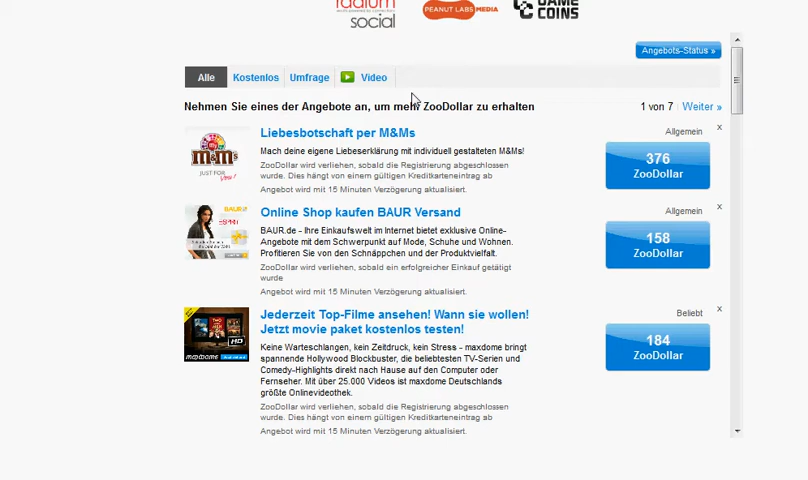 radium
social
PEANUT LABS MEDIA
GAME
COINS
Angebots-Status »
Alle
Kostenlos
Umfrage
Video
Nehmen Sie eines der Angebote an, um mehr ZooDollar zu erhalten
1 von 7
Weiter »
Liebesbotschaft per M&Ms
Allgemein
x
Mach deine eigene Liebeserklärung mit individuell gestalteten M&Ms!
ZooDollar wird verliehen, sobald die Registrierung abgeschlossen
wurde. Dies hängt von einem gültigen Kreditkarteneintrag ab
Angebot wird mit 15 Minuten Verzögerung aktualisiert.
376
ZooDollar
m&m's
JUST FOR You!
Online Shop kaufen BAUR Versand
Allgemein
x
BAUR.de - Ihre Einkaufswelt im Internet bietet exklusive Online-
Angebote mit dem Schwerpunkt auf Mode, Schuhe und Wohnen.
Profitieren Sie von den Schnäppchen und der Produktvielfalt.
ZooDollar wird verliehen, sobald ein erfolgreicher Einkauf getätigt
wurde
Angebot wird mit 15 Minuten Verzögerung aktualisiert.
158
ZooDollar
BAUR
ESPRIT
Jederzeit Top-Filme ansehen! Wann sie wollen!
Jetzt movie paket kostenlos testen!
Beliebt
x
Keine Warteschlangen, kein Zeitdruck, kein Stress - maxdome bringt
spannende Hollywood Blockbuster, die beliebtesten TV-Serien und
Comedy-Highlights direkt nach Hause auf den Computer oder
Fernseher. Mit über 25.000 Videos ist maxdome Deutschlands
größte Onlinevideothek.
ZooDollar wird verliehen, sobald die Registrierung abgeschlossen
wurde. Dies hängt von einem gültigen Kreditkarteneintrag ab
Angebot wird mit 15 Minuten Verzögerung aktualisiert.
184
ZooDollar
HD
maxdome